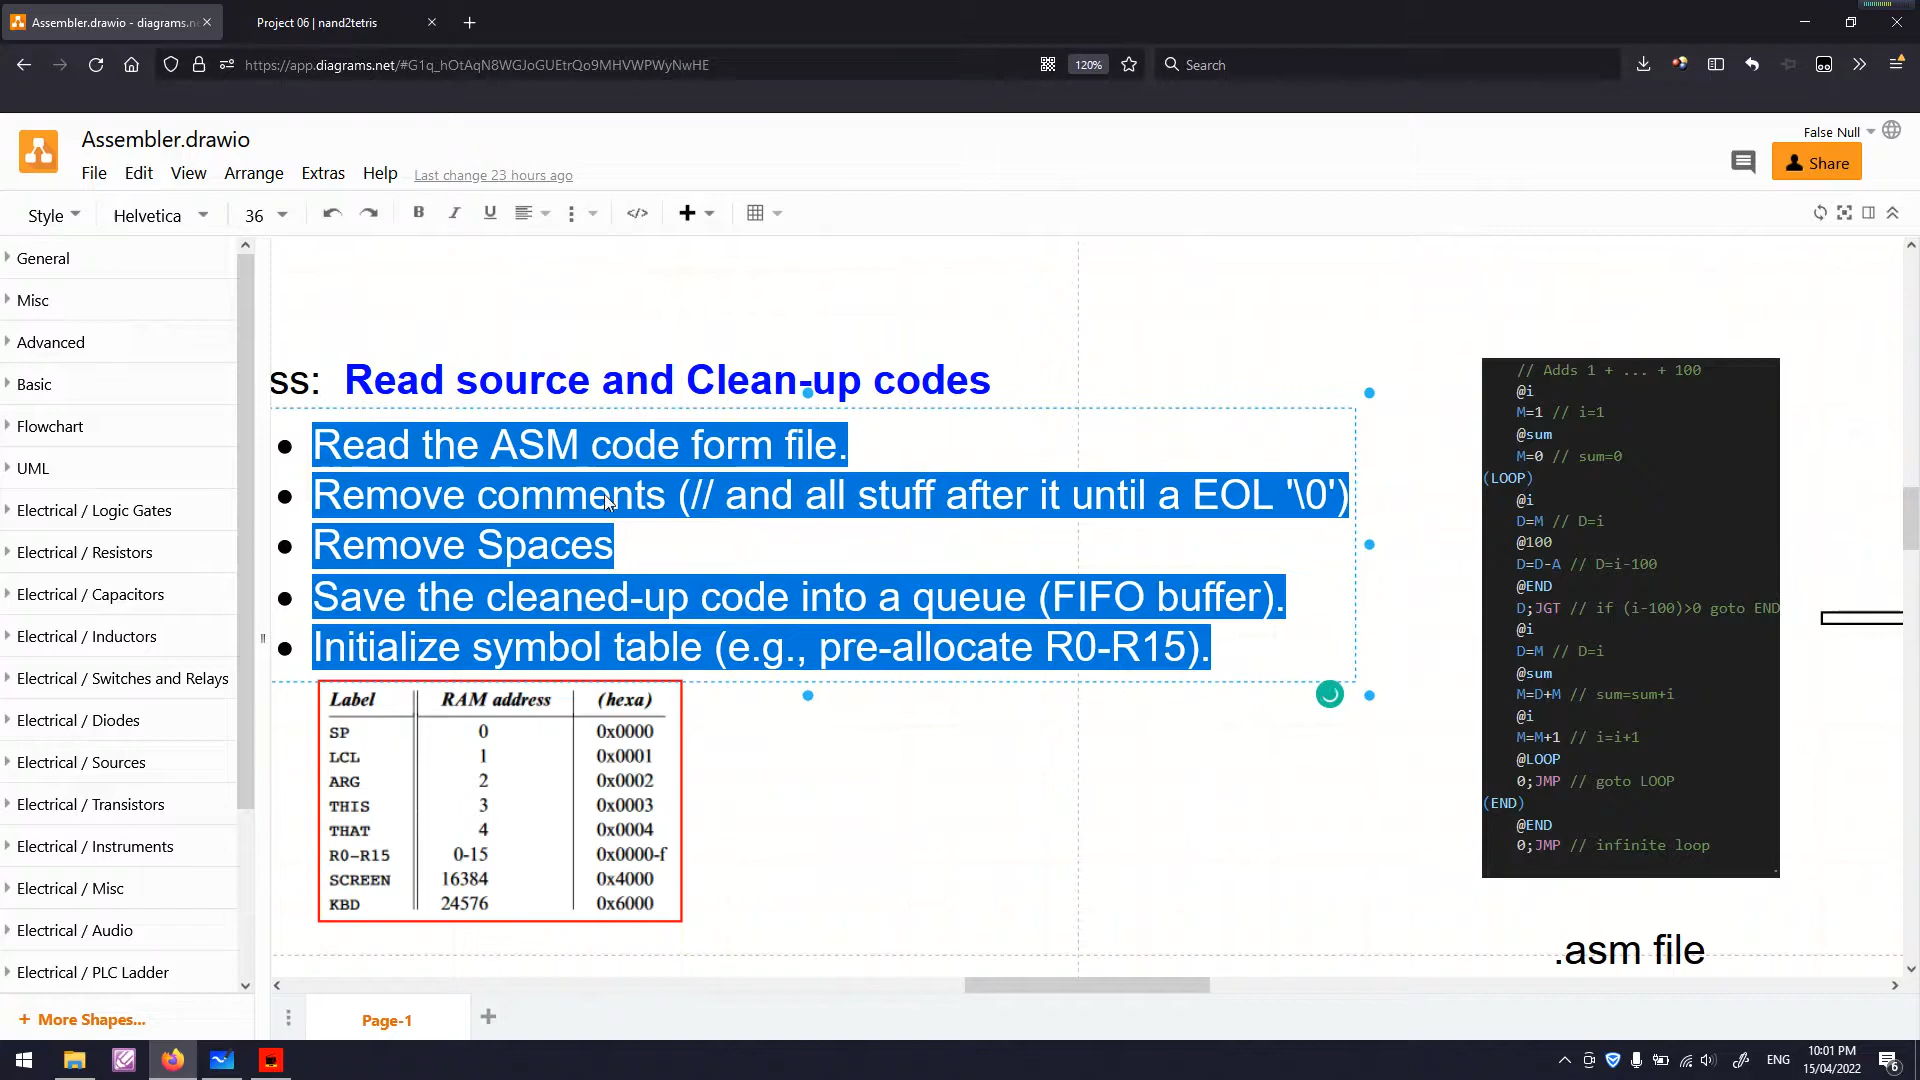 Assembler.drawio - diagrams.ne
Project 06 | nand2tetris
https://app.diagrams.net/#G1q_hOtAqN8WGJoGUEtrQo9MHVWPWyNwHE
120%
Search
Assembler.drawio
False Null
Share
File Edit View Arrange Extras Help Last change 23 hours ago
Style Helvetica 36
General
Misc
Advanced
Basic
Flowchart
UML
Electrical / Logic Gates
Electrical / Resistors
Electrical / Capacitors
Electrical / Inductors
Electrical / Switches and Relays
Electrical / Diodes
Electrical / Sources
Electrical / Transistors
Electrical / Instruments
Electrical / Misc
Electrical / Audio
Electrical / PLC Ladder
+ More Shapes...
ss: Read source and Clean-up codes
• Read the ASM code form file.
• Remove comments (// and all stuff after it until a EOL '\0')
• Remove Spaces
• Save the cleaned-up code into a queue (FIFO buffer).
• Initialize symbol table (e.g., pre-allocate R0-R15).
Label RAM address (hexa)
SP 0 0x0000
LCL 1 0x0001
ARG 2 0x0002
THIS 3 0x0003
THAT 4 0x0004
R0-R15 0-15 0x0000-f
SCREEN 16384 0x4000
KBD 24576 0x6000
// Adds 1 + ... + 100
@i
M=1 // i=1
@sum
M=0 // sum=0
(LOOP)
@i
D=M // D=i
@100
D=D-A // D=i-100
@END
D;JGT // if (i-100)>0 goto END
@i
D=M // D=i
@sum
M=D+M // sum=sum+i
@i
M=M+1 // i=i+1
@LOOP
0;JMP // goto LOOP
(END)
@END
0;JMP // infinite loop
.asm file
Page-1
ENG
10:01 PM
15/04/2022
6